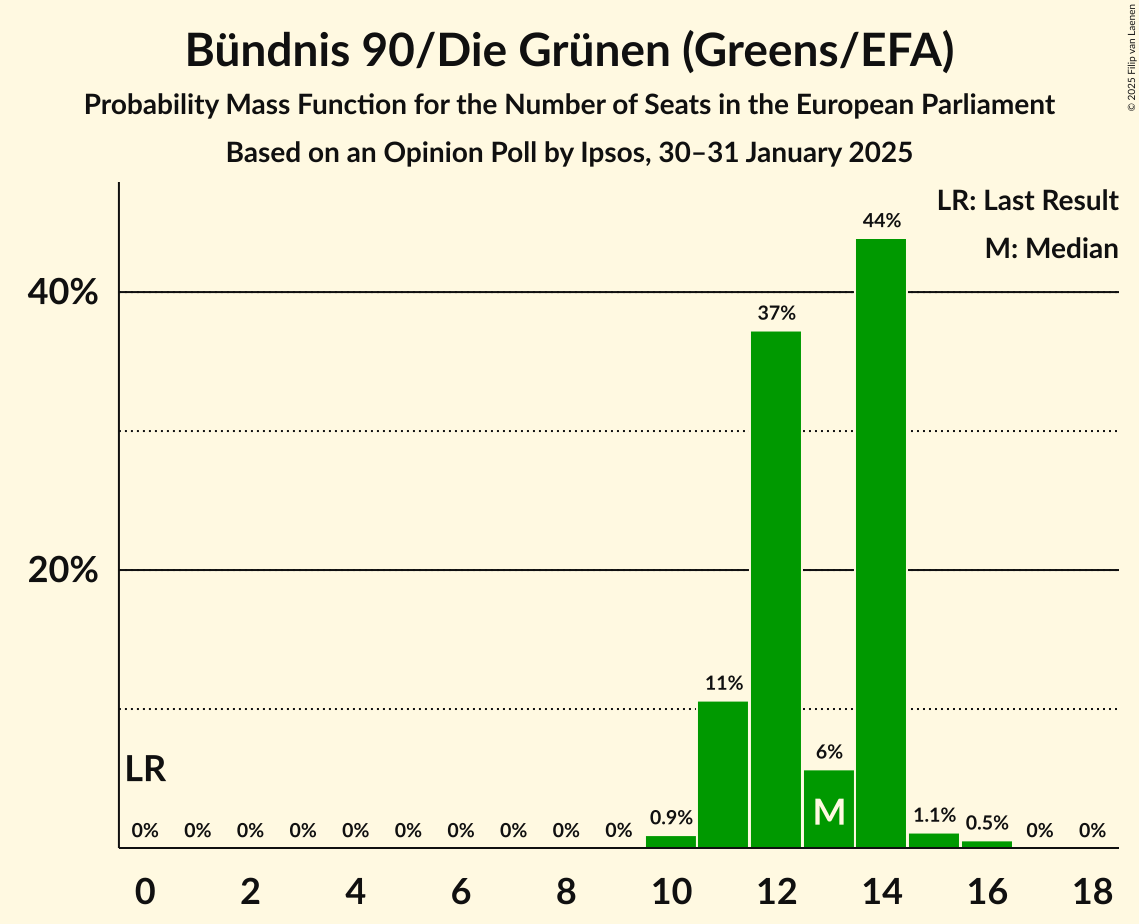 Bündnis 90/Die Grünen (Greens/EFA)
Probability Mass Function for the Number of Seats in the European Parliament
Based on an Opinion Poll by Ipsos, 30–31 January 2025
© 2025 Filip van Laenen
LR: Last Result
M: Median
44%
40%
37%
20%
11%
6%
LR
M
0% 0% 0% 0% 0% 0% 0% 0% 0% 0% 0.9% 1.1% 0.5% 0% 0%
0 2 4 6 8 10 12 14 16 18